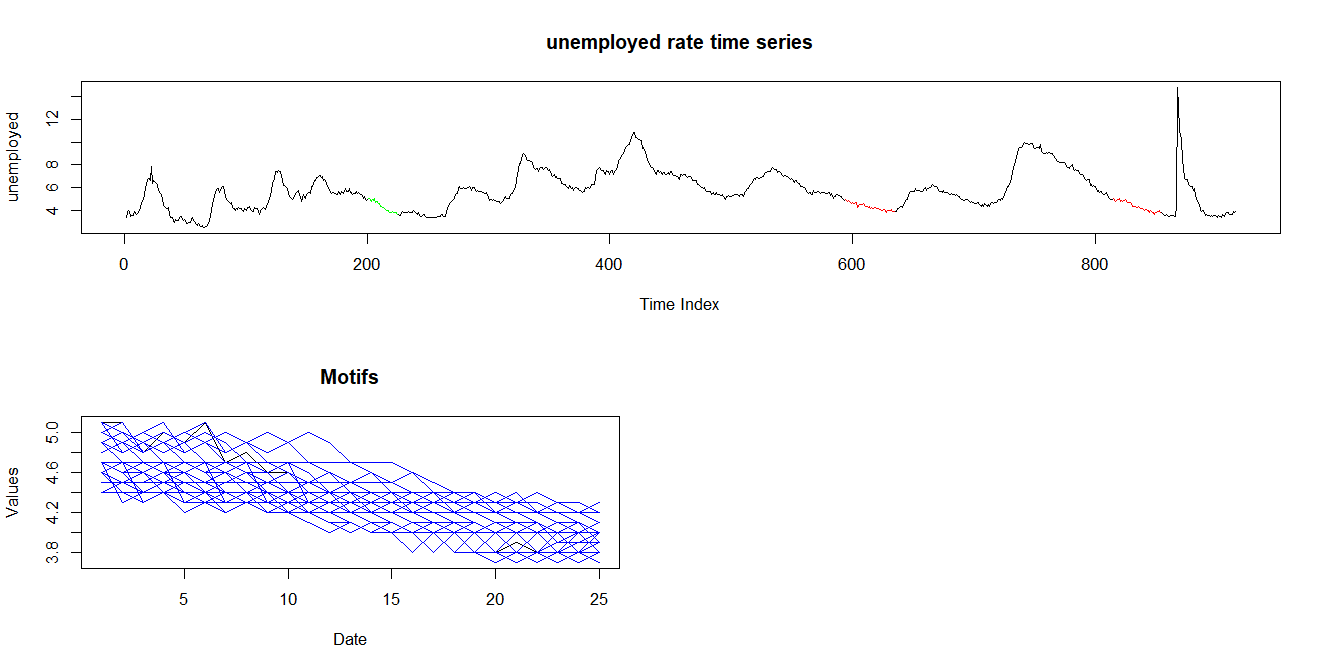 unemployed rate time series
unemployed
12
8
6
4
0 200 400 600 800
Time Index
Motifs
Values
5.0
4.6
4.2
3.8
5 10 15 20 25
Date